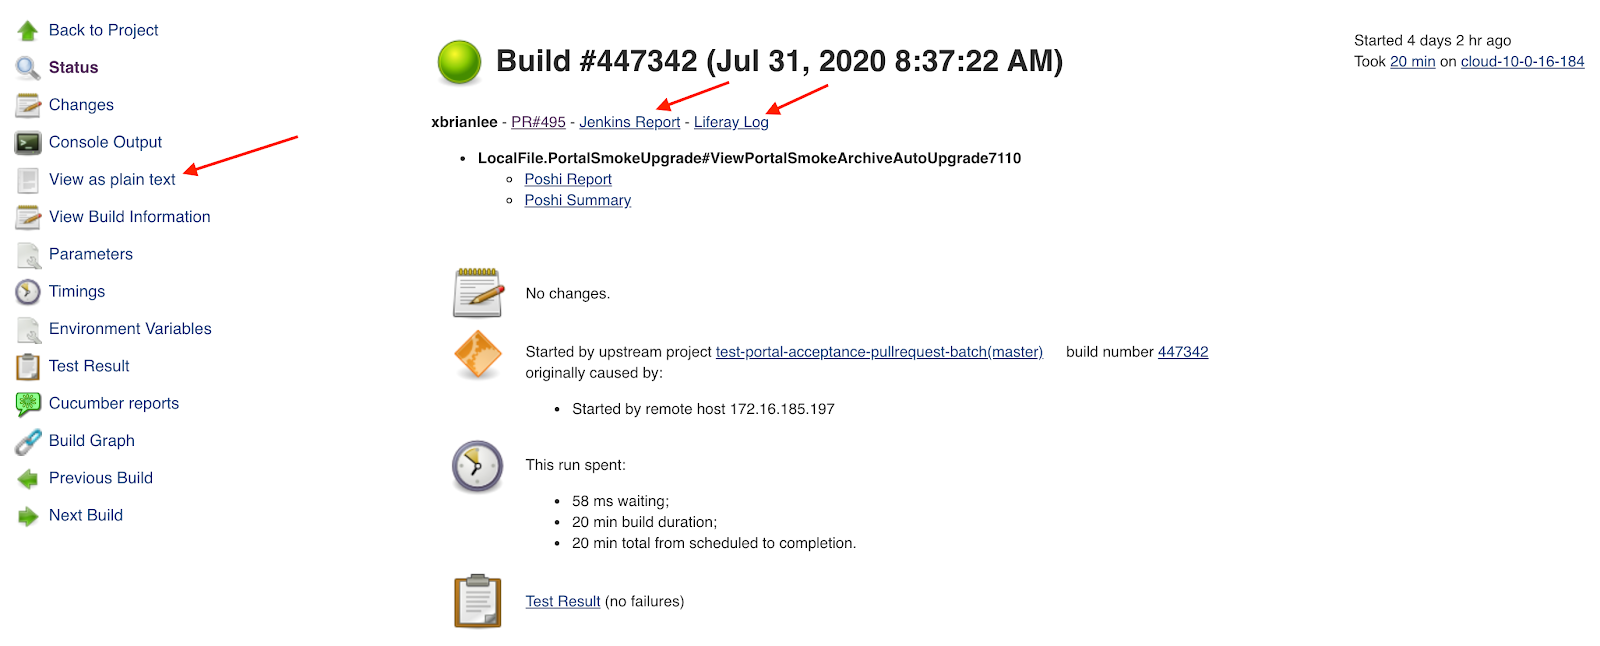 Back to Project
Status
Changes
Console Output
View as plain text
View Build Information
Parameters
Timings
Environment Variables
Test Result
Cucumber reports
Build Graph
Previous Build
Next Build
Build #447342 (Jul 31, 2020 8:37:22 AM)
xbrianlee - PR#495 - Jenkins Report - Liferay Log
• LocalFile.PortalSmokeUpgrade#ViewPortalSmokeArchiveAutoUpgrade7110
Poshi Report
Poshi Summary
No changes.
Started by upstream project test-portal-acceptance-pullrequest-batch(master) build number 447342
originally caused by:
• Started by remote host 172.16.185.197
This run spent:
• 58 ms waiting;
• 20 min build duration;
• 20 min total from scheduled to completion.
Test Result (no failures)
Started 4 days 2 hr ago
Took 20 min on cloud-10-0-16-184